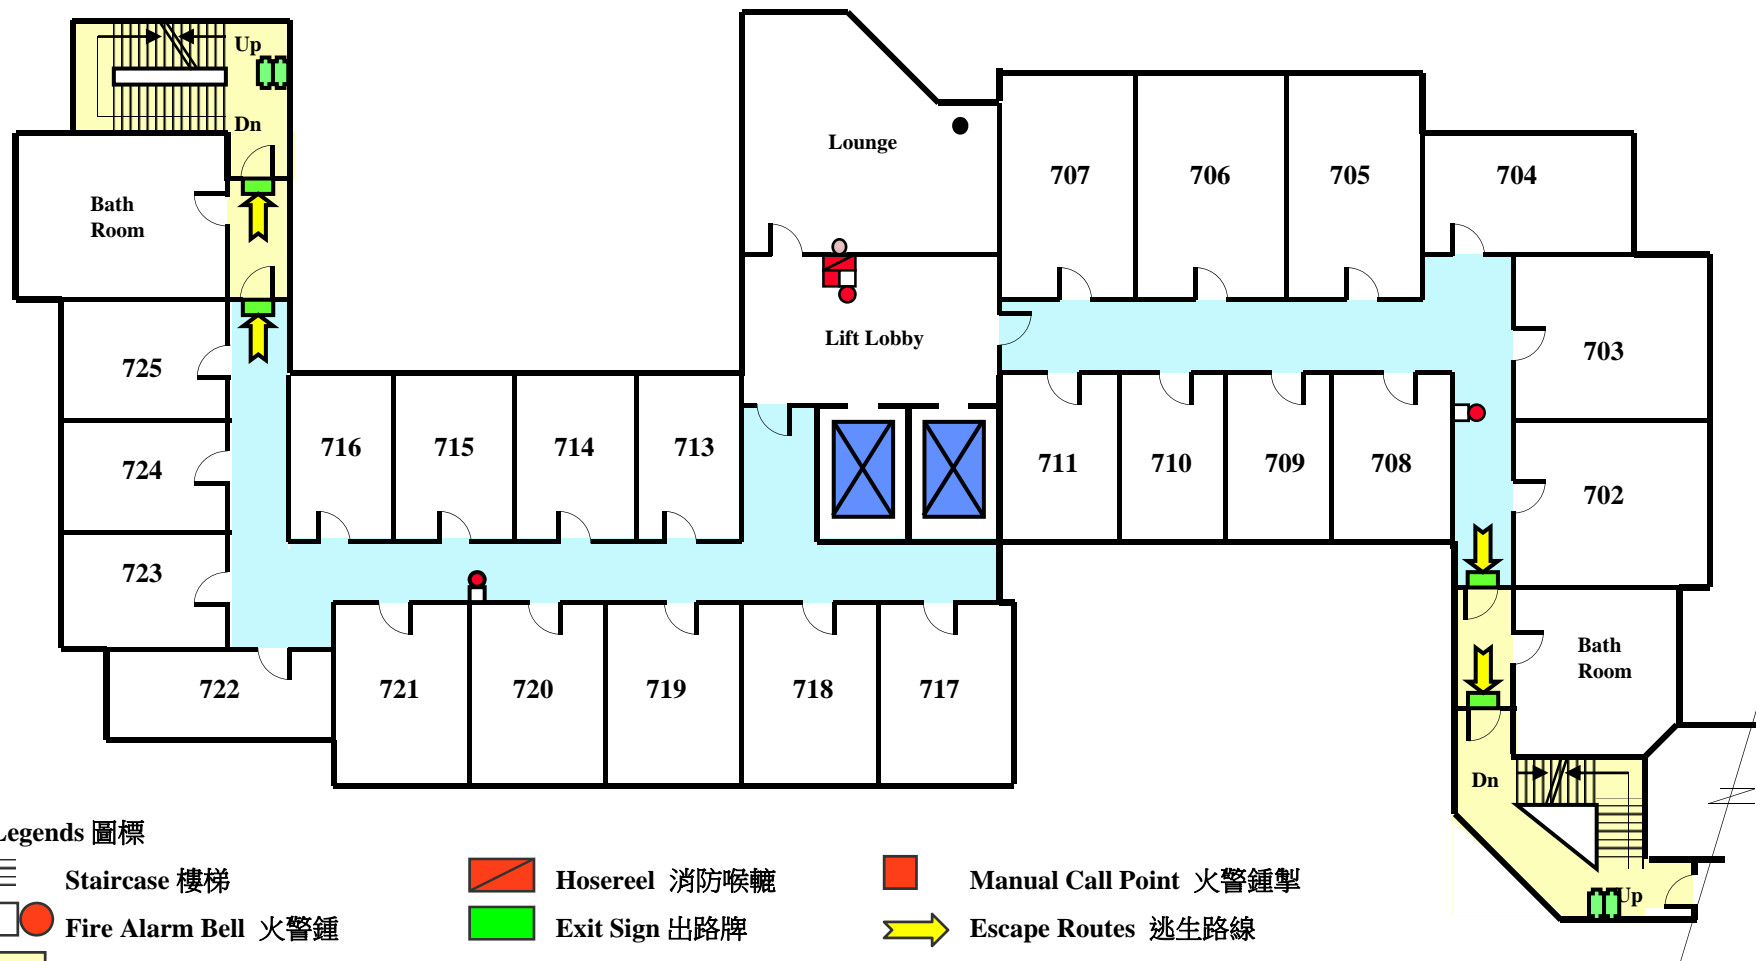 Up
Dn
Bath
Room
Lounge
707
706
705
704
Lift Lobby
703
725
724
723
716
715
714
713
711
710
709
708
702
722
721
720
719
718
717
Bath
Room
Dn
Up
Legends 圖標
Staircase 樓梯
Hosereel 消防喉轆
Manual Call Point 火警鍾掣
Fire Alarm Bell 火警鍾
Exit Sign 出路牌
Escape Routes 逃生路線